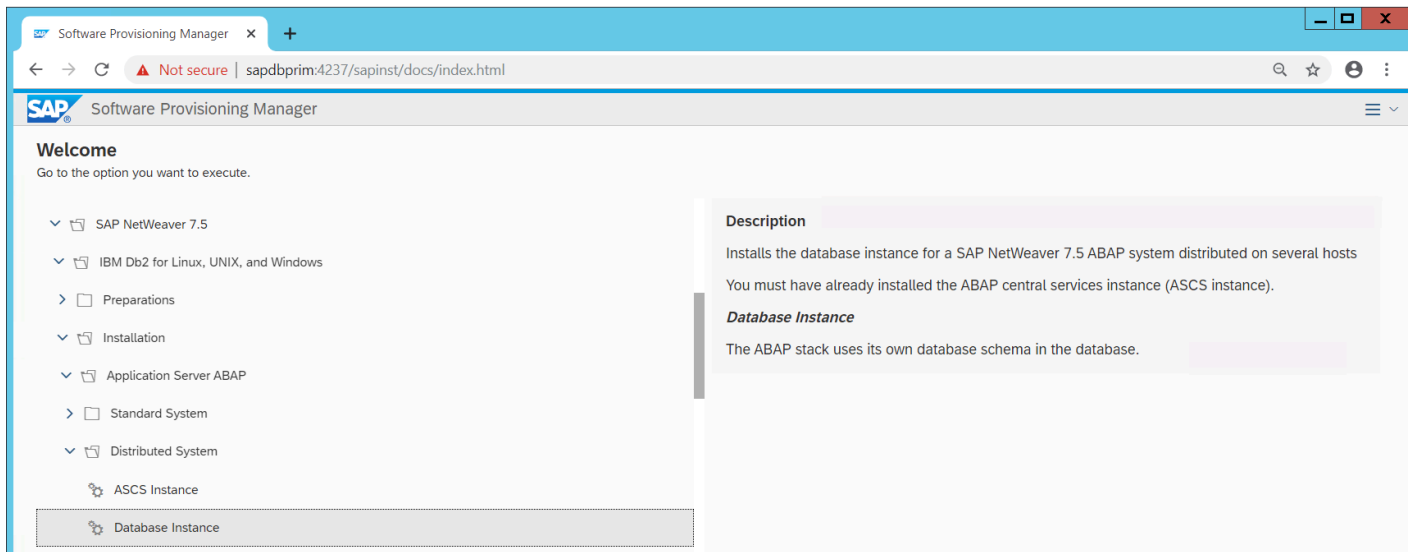 Software Provisioning Manager
Not secure | sapdbprim:4237/sapinst/docs/index.html
SAP® Software Provisioning Manager
Welcome
Go to the option you want to execute.
SAP NetWeaver 7.5
IBM Db2 for Linux, UNIX, and Windows
Preparations
Installation
Application Server ABAP
Standard System
Distributed System
ASCS Instance
Database Instance
Description
Installs the database instance for a SAP NetWeaver 7.5 ABAP system distributed on several hosts
You must have already installed the ABAP central services instance (ASCS instance).
Database Instance
The ABAP stack uses its own database schema in the database.